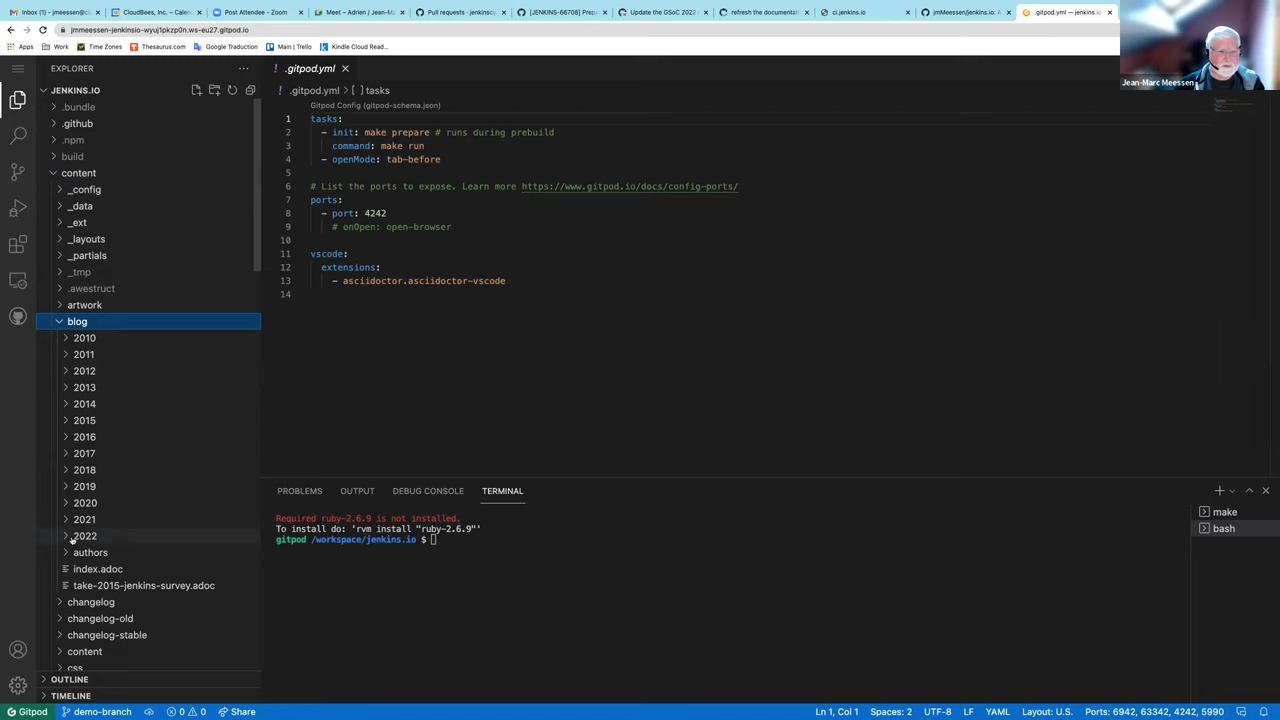 Inbox (1) - jmeessen@cl
CloudBees, Inc. - Calen
Post Attendee - Zoom
Meet – Adrien / Jean-M
Pull requests · jenkinsc
[JENKINS-66708] Prep
Update the GSoC 2022
refresh the documentat
ci.jenkins.io
jmMeessen/jenkins.io: A
.gitpod.yml — jenkins.io
jmmeessen-jenkinsio-wyuj1pkzp0n.ws-eu27.gitpod.io
Apps
Work
Time Zones
Thesaurus.com
Google Traduction
Main | Trello
Kindle Cloud Rea...
Jean-Marc Meessen
EXPLORER
JENKINS.IO
.bundle
.github
.npm
build
content
_config
_data
_ext
_layouts
_partials
_tmp
.awestruct
artwork
blog
2010
2011
2012
2013
2014
2015
2016
2017
2018
2019
2020
2021
2022
authors
index.adoc
take-2015-jenkins-survey.adoc
changelog
changelog-old
changelog-stable
content
css
OUTLINE
TIMELINE
.gitpod.yml
.gitpod.yml > [ ] tasks
Gitpod Config (gitpod-schema.json)
1 tasks:
2 - init: make prepare # runs during prebuild
3 command: make run
4 - openMode: tab-before
5
6 # List the ports to expose. Learn more https://www.gitpod.io/docs/config-ports/
7 ports:
8 - port: 4242
9 # onOpen: open-browser
10
11 vscode:
12 extensions:
13 - asciidoctor.asciidoctor-vscode
14
PROBLEMS OUTPUT DEBUG CONSOLE TERMINAL
Required ruby-2.6.9 is not installed.
To install do: 'rvm install "ruby-2.6.9"'
gitpod /workspace/jenkins.io $
make
bash
Gitpod
demo-branch
0 0
Share
Ln 1, Col 1
Spaces: 2
UTF-8
LF
YAML
Layout: U.S.
Ports: 6942, 63342, 4242, 5990